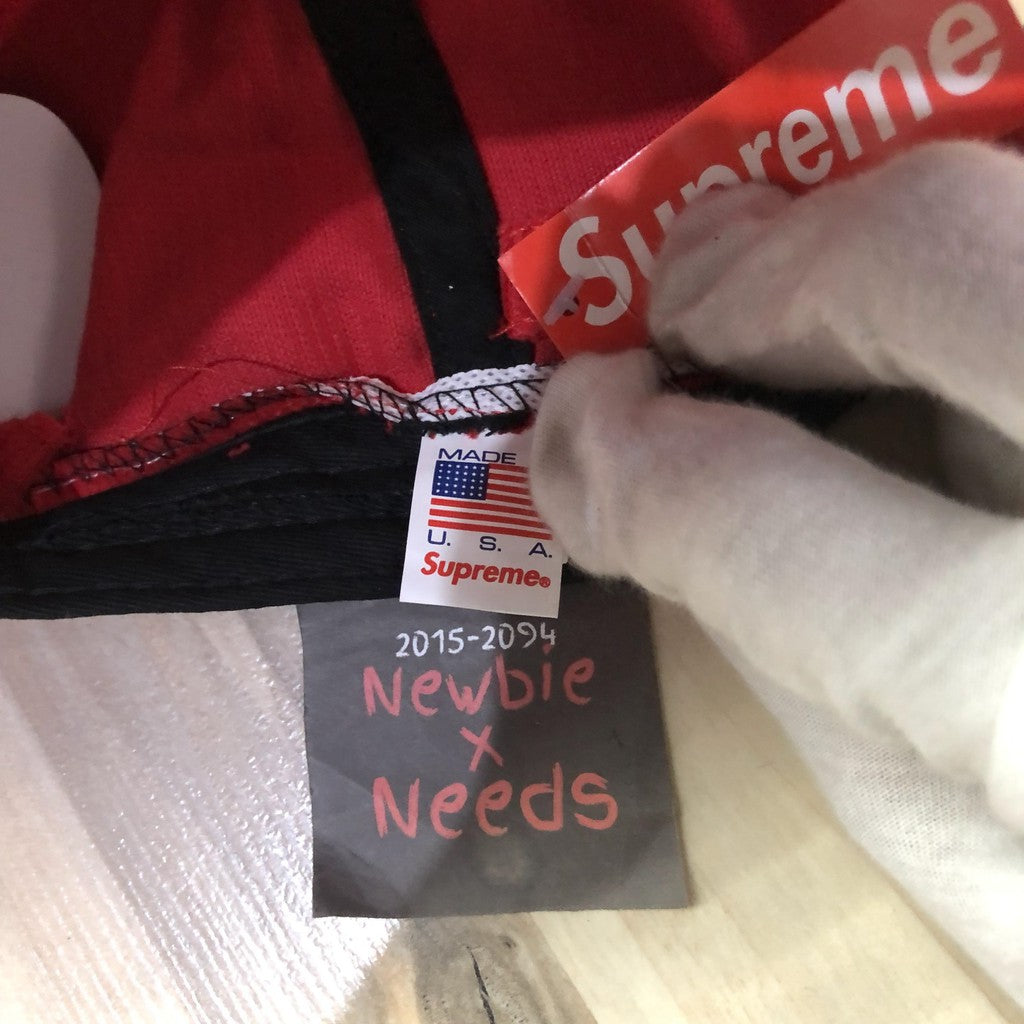 Supreme
MADE
U. S. A.
Supreme®
2015-2094
Newbie
x
Needs